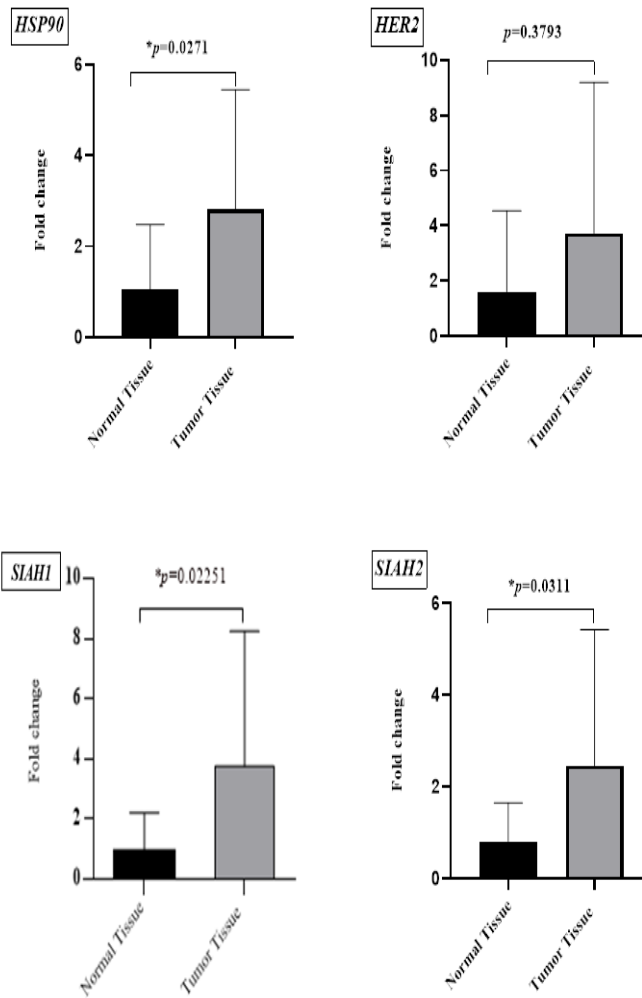 HSP90
*p=0.0271
6
4
2
0
Fold change
Normal Tissue
Tumor Tissue
HER2
p=0.3793
10
8
6
4
2
0
Fold change
Normal Tissue
Tumor Tissue
SIAH1
*p=0.02251
10
8
6
4
2
0
Fold change
Normal Tissue
Tumor Tissue
SIAH2
*p=0.0311
6
4
2
0
Fold change
Normal Tissue
Tumor Tissue